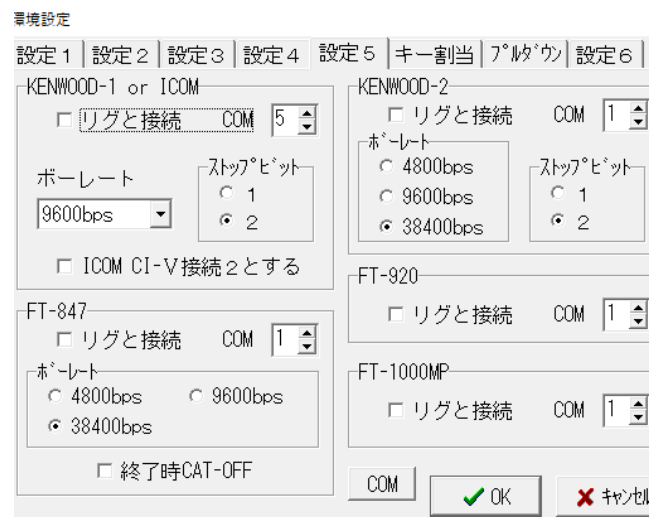 環境設定
設定1 設定2 設定3 設定4 設定5 キー割当 プルダウン 設定6
KENWOOD-1 or ICOM
リグと接続 COM 5
ボーレート
9600bps
ストップビット
1
2
ICOM CI-V接続2とする
KENWOOD-2
リグと接続 COM 1
ボーレート
4800bps
9600bps
38400bps
ストップビット
1
2
FT-847
リグと接続 COM 1
ボーレート
4800bps 9600bps
38400bps
終了時CAT-OFF
FT-920
リグと接続 COM 1
FT-1000MP
リグと接続 COM 1
COM OK キャンセル